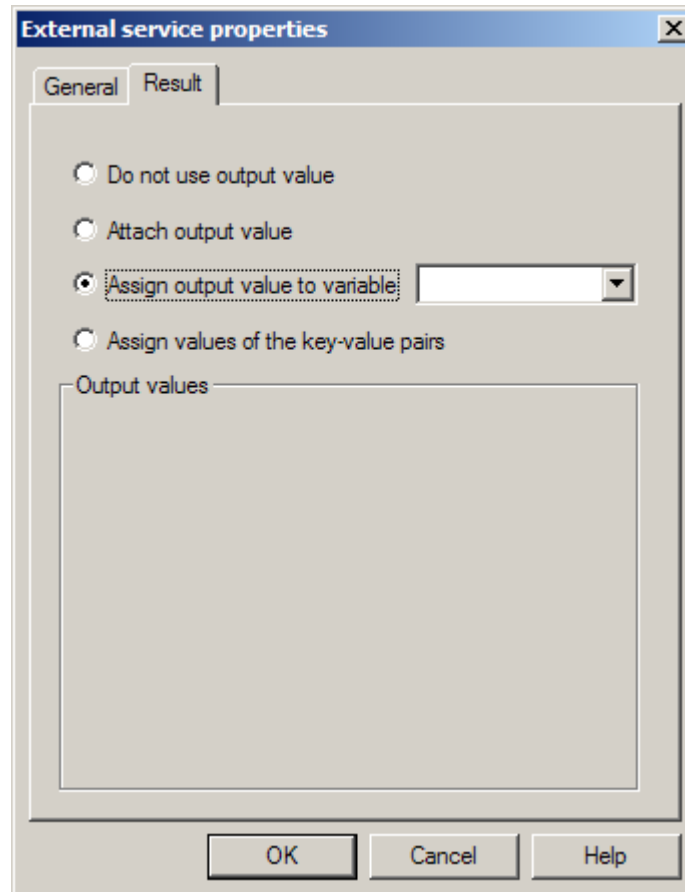 External service properties
General Result
Do not use output value
Attach output value
Assign output value to variable
Assign values of the key-value pairs
Output values
OK Cancel Help